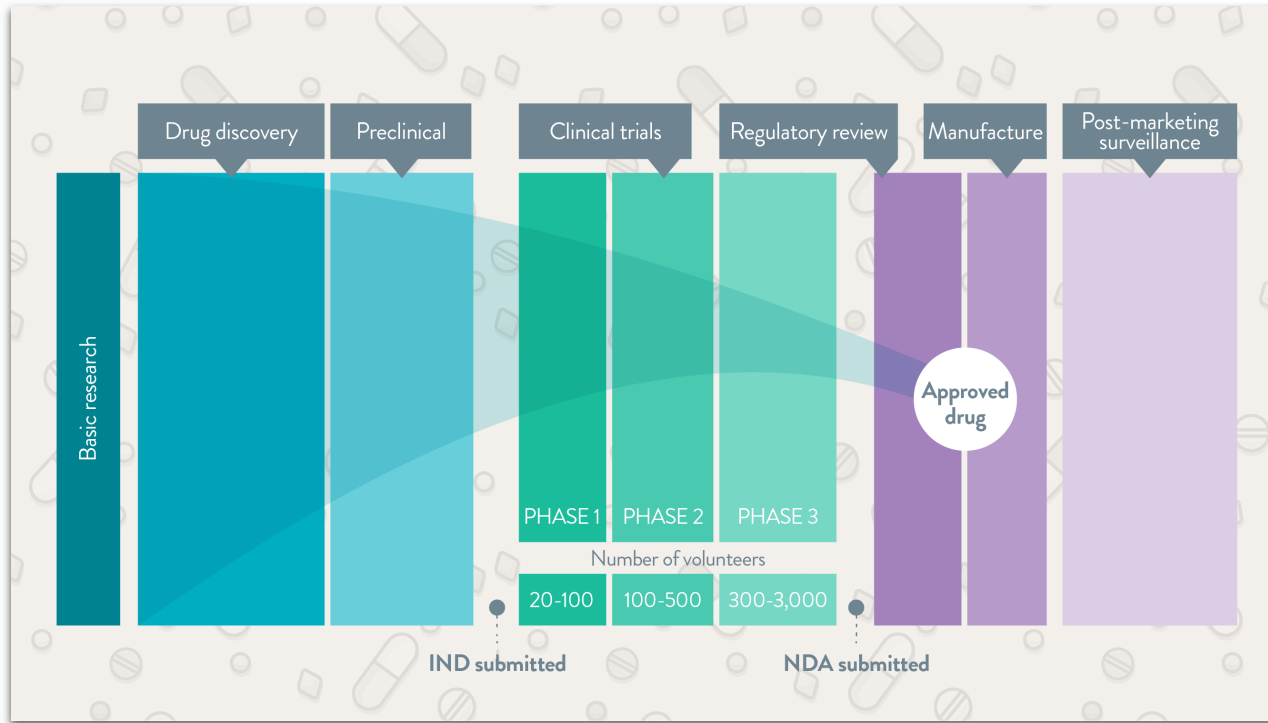 Drug discovery
Preclinical
Clinical trials
Regulatory review
Manufacture
Post-marketing
surveillance
Basic research
Approved
drug
PHASE 1
PHASE 2
PHASE 3
Number of volunteers
20-100
100-500
300-3,000
IND submitted
NDA submitted